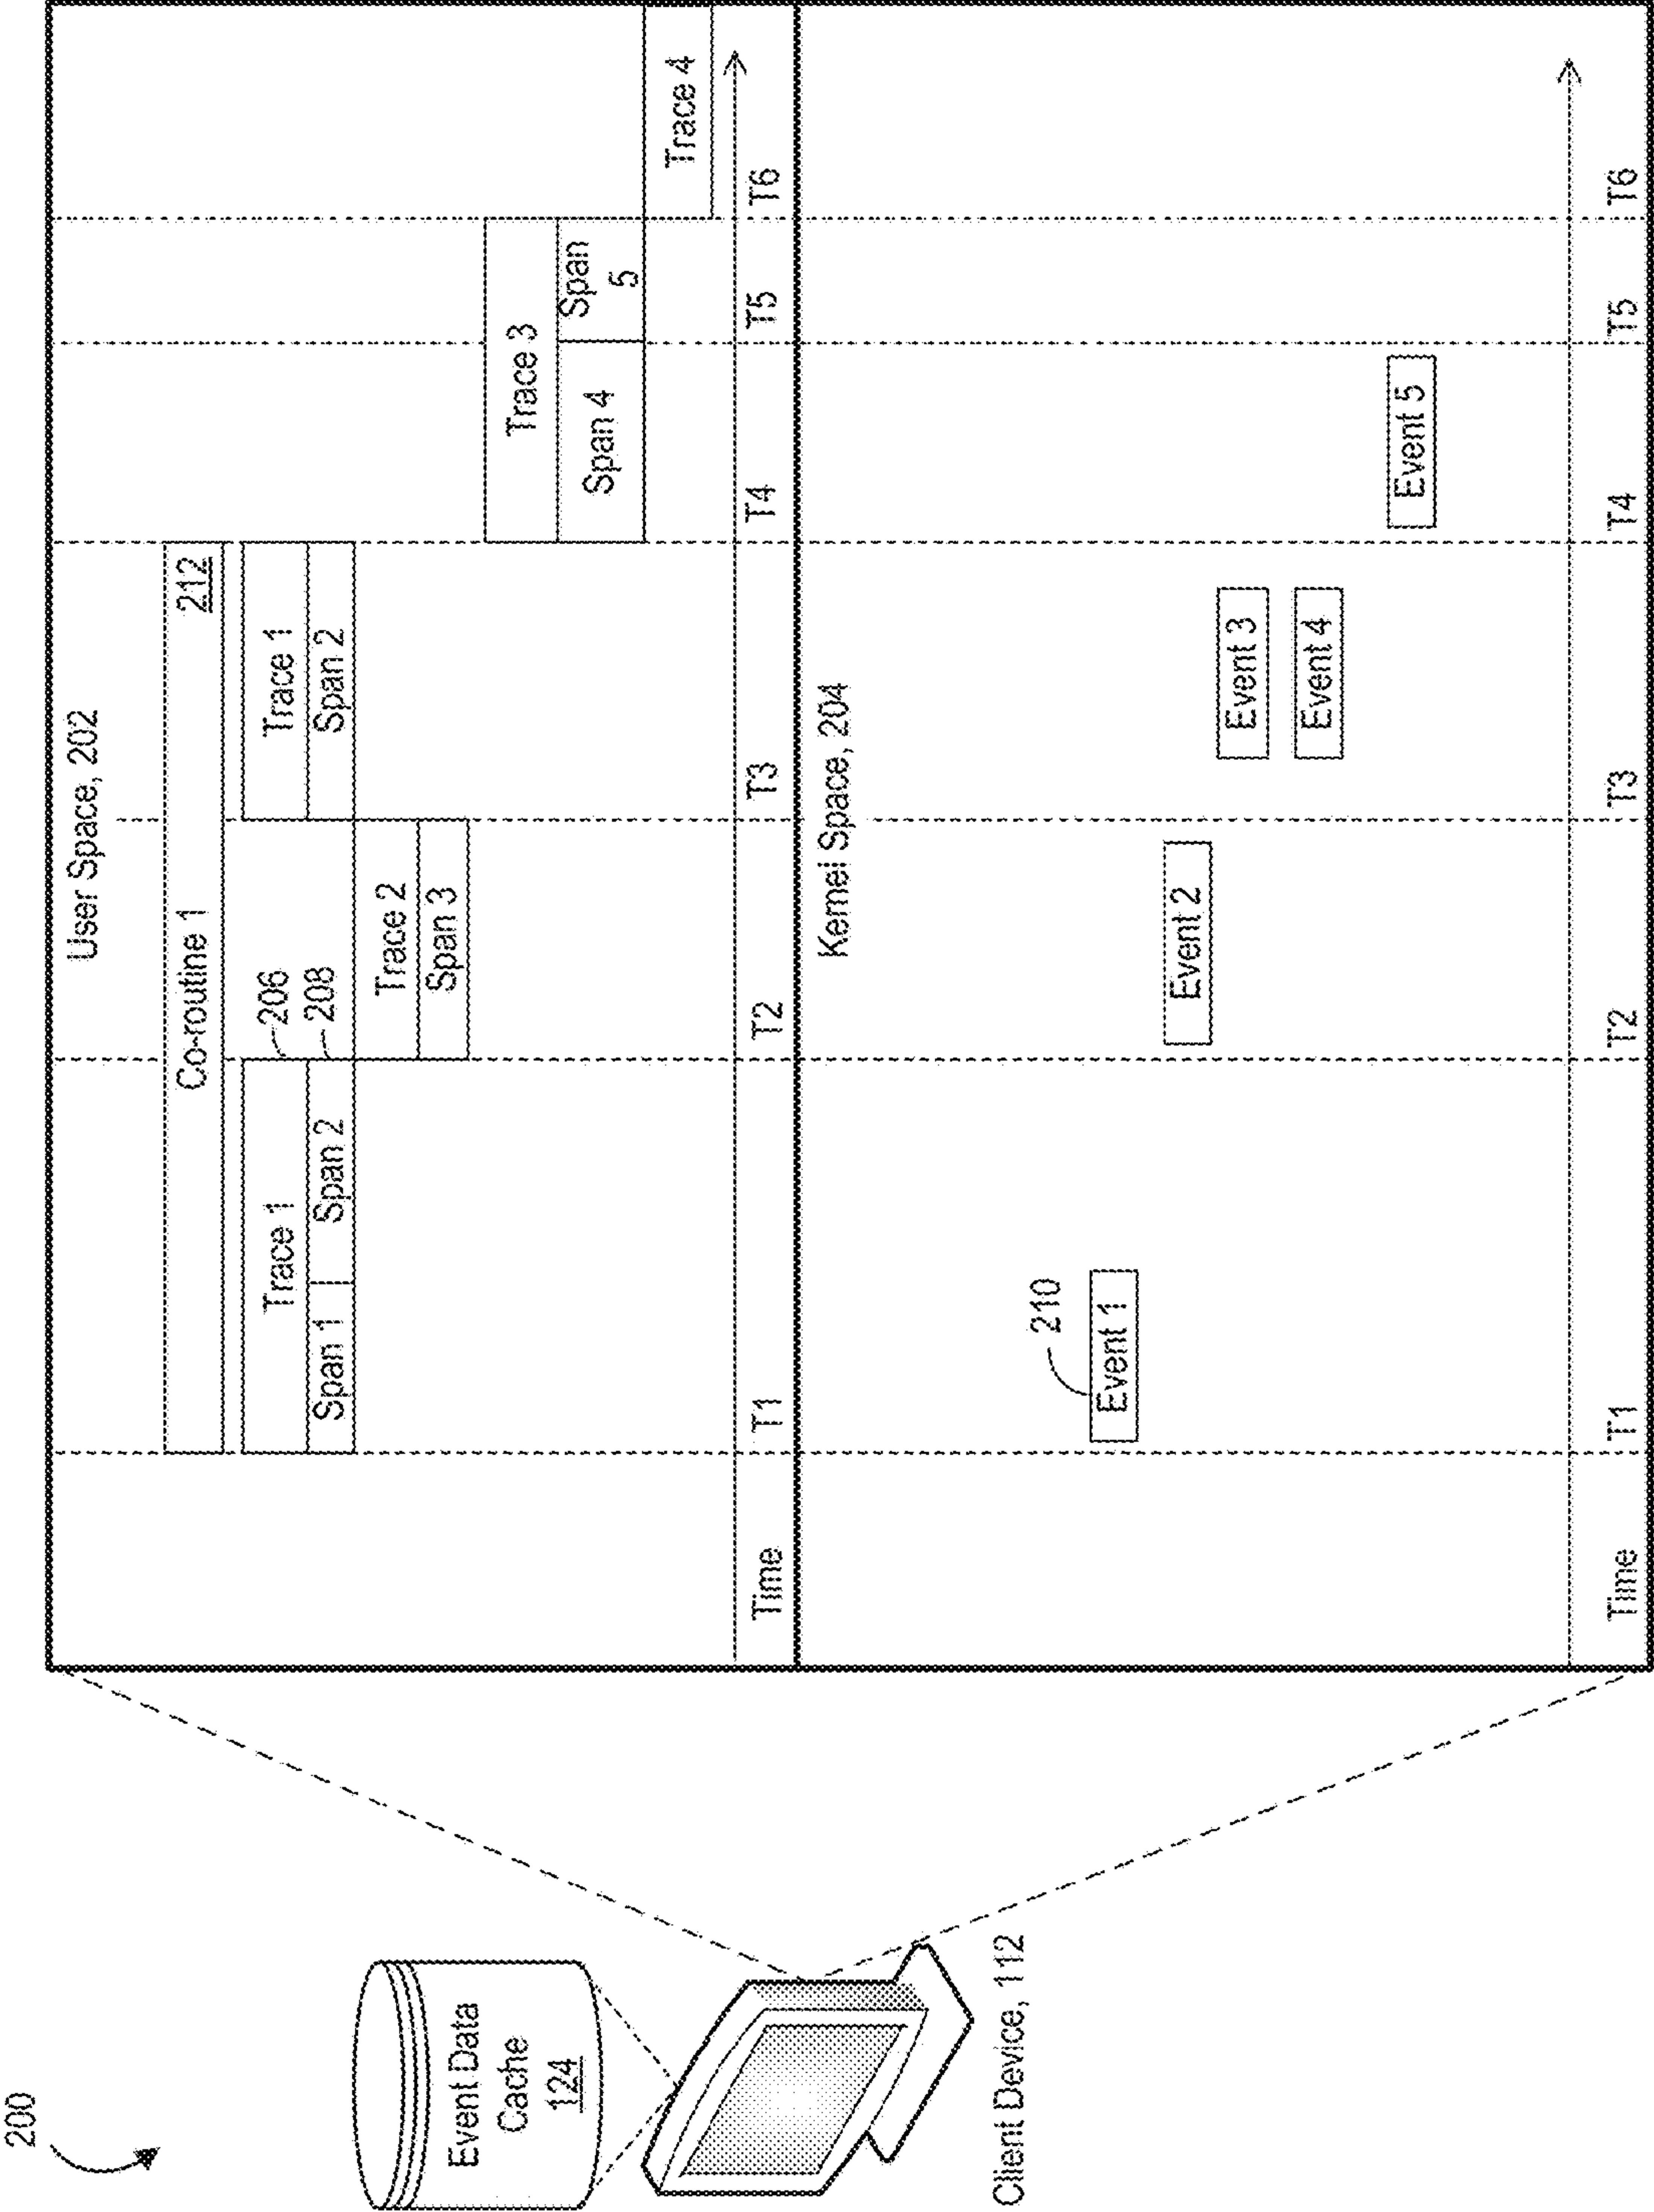 200
Event Data
Cache
124
Client Device, 112
User Space, 202
Co-routine 1
212
Trace 1
206
Trace 1
Span 1
Span 2
208
Span 2
Trace 2
Span 3
Trace 3
Span 4
Span
5
Trace 4
Time
T1
T2
T3
T4
T5
T6
Kernel Space, 204
210
Event 1
Event 2
Event 3
Event 4
Event 5
Time
T1
T2
T3
T4
T5
T6